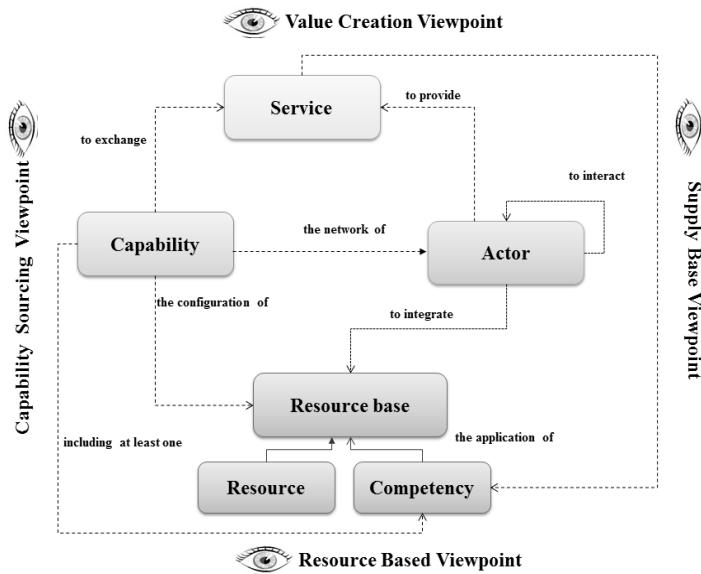 Value Creation Viewpoint
Service
to provide
to exchange
to interact
Capability Sourcing Viewpoint
Supply Base Viewpoint
Capability
the network of
Actor
the configuration of
to integrate
Resource base
including at least one
the application of
Resource
Competency
Resource Based Viewpoint